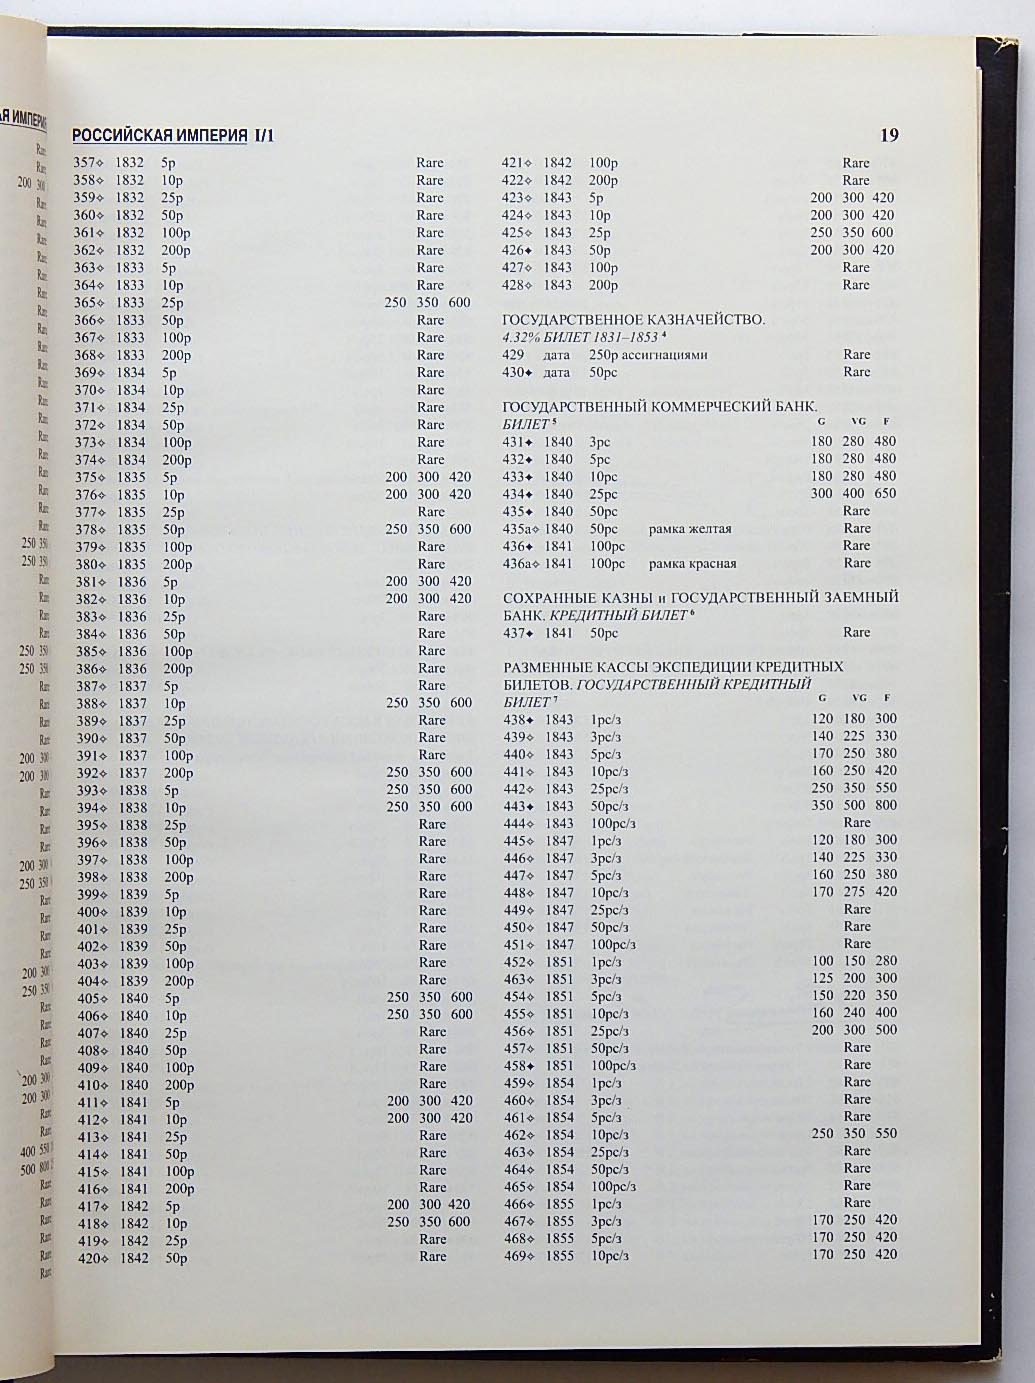 РОССИЙСКАЯ ИМПЕРИЯ I/1
19
357⟡ 1832 5р Rare
358⟡ 1832 10р Rare
359⟡ 1832 25р Rare
360⟡ 1832 50р Rare
361⟡ 1832 100р Rare
362⟡ 1832 200р Rare
363⟡ 1833 5р Rare
364⟡ 1833 10р Rare
365⟡ 1833 25р 250 350 600
366⟡ 1833 50р Rare
367⟡ 1833 100р Rare
368⟡ 1833 200р Rare
369⟡ 1834 5р Rare
370⟡ 1834 10р Rare
371⟡ 1834 25р Rare
372⟡ 1834 50р Rare
373⟡ 1834 100р Rare
374⟡ 1834 200р Rare
375⟡ 1835 5р 200 300 420
376⟡ 1835 10р 200 300 420
377⟡ 1835 25р Rare
378⟡ 1835 50р 250 350 600
379⟡ 1835 100р Rare
380⟡ 1835 200р Rare
381⟡ 1836 5р 200 300 420
382⟡ 1836 10р 200 300 420
383⟡ 1836 25р Rare
384⟡ 1836 50р Rare
385⟡ 1836 100р Rare
386⟡ 1836 200р Rare
387⟡ 1837 5р Rare
388⟡ 1837 10р 250 350 600
389⟡ 1837 25р Rare
390⟡ 1837 50р Rare
391⟡ 1837 100р Rare
392⟡ 1837 200р 250 350 600
393⟡ 1838 5р 250 350 600
394⟡ 1838 10р 250 350 600
395⟡ 1838 25р Rare
396⟡ 1838 50р Rare
397⟡ 1838 100р Rare
398⟡ 1838 200р Rare
399⟡ 1839 5р Rare
400⟡ 1839 10р Rare
401⟡ 1839 25р Rare
402⟡ 1839 50р Rare
403⟡ 1839 100р Rare
404⟡ 1839 200р Rare
405⟡ 1840 5р 250 350 600
406⟡ 1840 10р 250 350 600
407⟡ 1840 25р Rare
408⟡ 1840 50р Rare
409⟡ 1840 100р Rare
410⟡ 1840 200р Rare
411⟡ 1841 5р 200 300 420
412⟡ 1841 10р 200 300 420
413⟡ 1841 25р Rare
414⟡ 1841 50р Rare
415⟡ 1841 100р Rare
416⟡ 1841 200р Rare
417⟡ 1842 5р 200 300 420
418⟡ 1842 10р 250 350 600
419⟡ 1842 25р Rare
420⟡ 1842 50р Rare
421⟡ 1842 100р Rare
422⟡ 1842 200р Rare
423⟡ 1843 5р 200 300 420
424⟡ 1843 10р 200 300 420
425⟡ 1843 25р 250 350 600
426✦ 1843 50р 200 300 420
427⟡ 1843 100р Rare
428⟡ 1843 200р Rare
ГОСУДАРСТВЕННОЕ КАЗНАЧЕЙСТВО.
4.32% БИЛЕТ 1831–1853 ⁴
429 дата 250р ассигнациями Rare
430✦ дата 50рс Rare
ГОСУДАРСТВЕННЫЙ КОММЕРЧЕСКИЙ БАНК.
БИЛЕТ ⁵ G VG F
431✦ 1840 3рс 180 280 480
432✦ 1840 5рс 180 280 480
433✦ 1840 10рс 180 280 480
434✦ 1840 25рс 300 400 650
435✦ 1840 50рс Rare
435а⟡ 1840 50рс рамка желтая Rare
436✦ 1841 100рс Rare
436а⟡ 1841 100рс рамка красная Rare
СОХРАННЫЕ КАЗНЫ и ГОСУДАРСТВЕННЫЙ ЗАЕМНЫЙ
БАНК. КРЕДИТНЫЙ БИЛЕТ ⁶
437✦ 1841 50рс Rare
РАЗМЕННЫЕ КАССЫ ЭКСПЕДИЦИИ КРЕДИТНЫХ
БИЛЕТОВ. ГОСУДАРСТВЕННЫЙ КРЕДИТНЫЙ
БИЛЕТ ⁷ G VG F
438✦ 1843 1рс/з 120 180 300
439⟡ 1843 3рс/з 140 225 330
440⟡ 1843 5рс/з 170 250 380
441⟡ 1843 10рс/з 160 250 420
442⟡ 1843 25рс/з 250 350 550
443✦ 1843 50рс/з 350 500 800
444⟡ 1843 100рс/з Rare
445⟡ 1847 1рс/з 120 180 300
446⟡ 1847 3рс/з 140 225 330
447⟡ 1847 5рс/з 160 250 380
448⟡ 1847 10рс/з 170 275 420
449⟡ 1847 25рс/з Rare
450⟡ 1847 50рс/з Rare
451⟡ 1847 100рс/з Rare
452⟡ 1851 1рс/з 100 150 280
463⟡ 1851 3рс/з 125 200 300
454⟡ 1851 5рс/з 150 220 350
455⟡ 1851 10рс/з 160 240 400
456⟡ 1851 25рс/з 200 300 500
457⟡ 1851 50рс/з Rare
458✦ 1851 100рс/з Rare
459⟡ 1854 1рс/з Rare
460⟡ 1854 3рс/з Rare
461⟡ 1854 5рс/з Rare
462⟡ 1854 10рс/з 250 350 550
463⟡ 1854 25рс/з Rare
464⟡ 1854 50рс/з Rare
465⟡ 1854 100рс/з Rare
466⟡ 1855 1рс/з Rare
467⟡ 1855 3рс/з 170 250 420
468⟡ 1855 5рс/з 170 250 420
469⟡ 1855 10рс/з 170 250 420